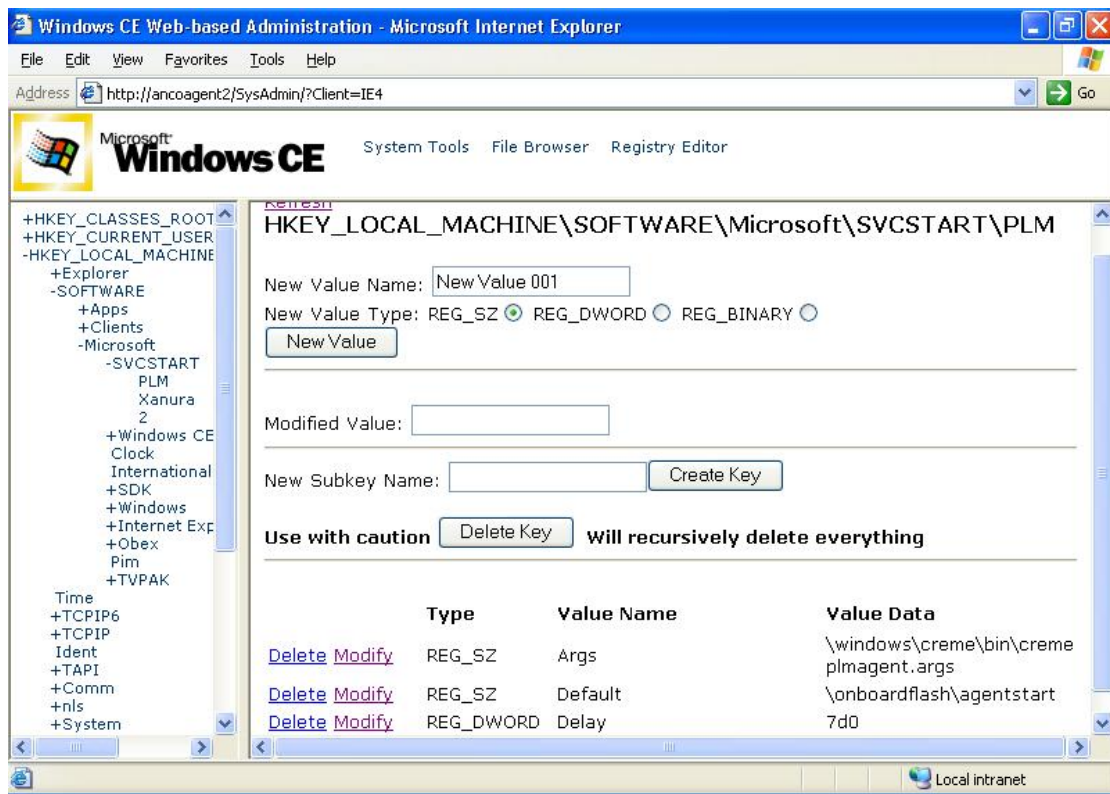 Windows CE Web-based Administration - Microsoft Internet Explorer
File Edit View Favorites Tools Help
Address http://ancoagent2/SysAdmin/?Client=IE4 Go
Microsoft Windows CE System Tools File Browser Registry Editor
+HKEY_CLASSES_ROOT
+HKEY_CURRENT_USER
-HKEY_LOCAL_MACHINE
+Explorer
-SOFTWARE
+Apps
+Clients
-Microsoft
-SVCSTART
PLM
Xanura
2
+Windows CE
Clock
International
+SDK
+Windows
+Internet Exp
+Obex
Pim
+TVPAK
Time
+TCPIP6
+TCPIP
Ident
+TAPI
+Comm
+nls
+System
Refresh
HKEY_LOCAL_MACHINE\SOFTWARE\Microsoft\SVCSTART\PLM
New Value Name: New Value 001
New Value Type: REG_SZ REG_DWORD REG_BINARY
New Value
Modified Value:
New Subkey Name: Create Key
Use with caution Delete Key Will recursively delete everything
Type Value Name Value Data
Delete Modify REG_SZ Args \windows\creme\bin\creme
plmagent.args
Delete Modify REG_SZ Default \onboardflash\agentstart
Delete Modify REG_DWORD Delay 7d0
Local intranet